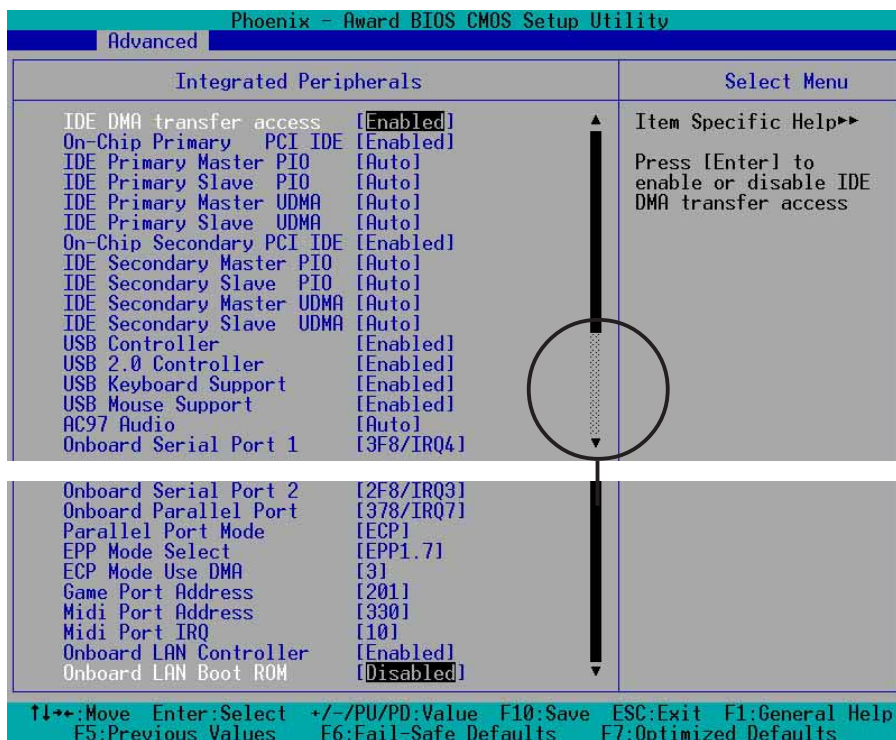 Phoenix - Award BIOS CMOS Setup Utility
Advanced
Integrated Peripherals
Select Menu
IDE DMA transfer access [Enabled]
On-Chip Primary PCI IDE [Enabled]
IDE Primary Master PIO [Auto]
IDE Primary Slave PIO [Auto]
IDE Primary Master UDMA [Auto]
IDE Primary Slave UDMA [Auto]
On-Chip Secondary PCI IDE [Enabled]
IDE Secondary Master PIO [Auto]
IDE Secondary Slave PIO [Auto]
IDE Secondary Master UDMA [Auto]
IDE Secondary Slave UDMA [Auto]
USB Controller [Enabled]
USB 2.0 Controller [Enabled]
USB Keyboard Support [Enabled]
USB Mouse Support [Enabled]
AC97 Audio [Auto]
Onboard Serial Port 1 [3F8/IRQ4]
Item Specific Help▸▸
Press [Enter] to
enable or disable IDE
DMA transfer access
Onboard Serial Port 2 [2F8/IRQ3]
Onboard Parallel Port [378/IRQ7]
Parallel Port Mode [ECP]
EPP Mode Select [EPP1.7]
ECP Mode Use DMA [3]
Game Port Address [201]
Midi Port Address [330]
Midi Port IRQ [10]
Onboard LAN Controller [Enabled]
Onboard LAN Boot ROM [Disabled]
↑↓→←:Move Enter:Select +/-/PU/PD:Value F10:Save ESC:Exit F1:General Help
F5:Previous Values F6:Fail-Safe Defaults F7:Optimized Defaults